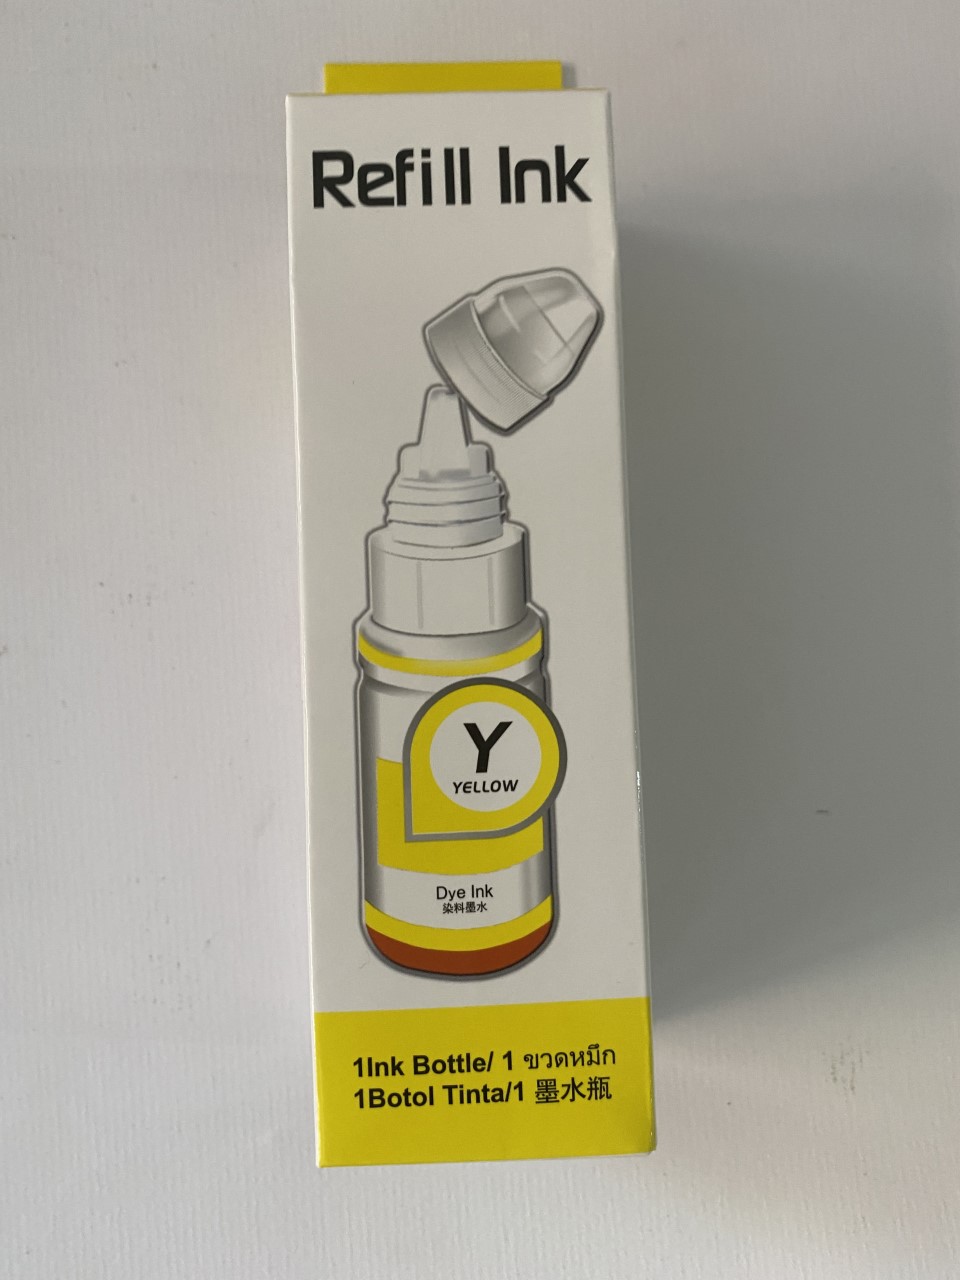 Refill Ink
Y
YELLOW
Dye Ink
染料墨水
1Ink Bottle/ 1 ขวดหมึก
1Botol Tinta/1 墨水瓶